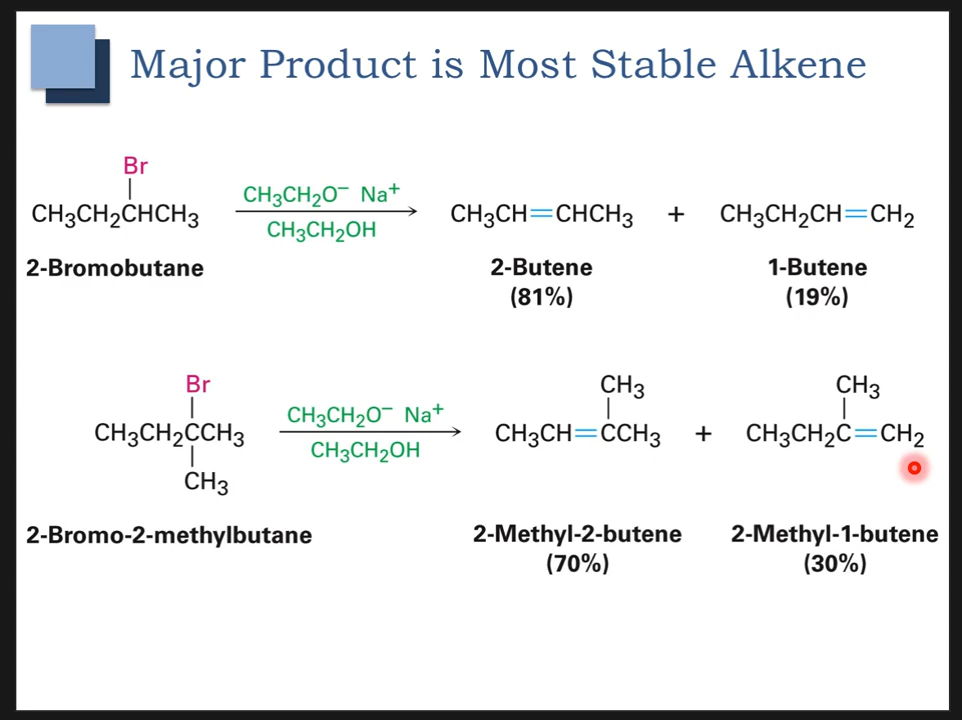 Major Product is Most Stable Alkene
Br
CH₃CH₂CHCH₃
CH₃CH₂O⁻ Na⁺
CH₃CH₂OH
CH₃CH=CHCH₃ + CH₃CH₂CH=CH₂
2-Bromobutane
2-Butene
(81%)
1-Butene
(19%)
Br
CH₃CH₂CCH₃
CH₃
CH₃CH₂O⁻ Na⁺
CH₃CH₂OH
CH₃
CH₃CH=CCH₃ +
CH₃
CH₃CH₂C=CH₂
2-Bromo-2-methylbutane
2-Methyl-2-butene
(70%)
2-Methyl-1-butene
(30%)